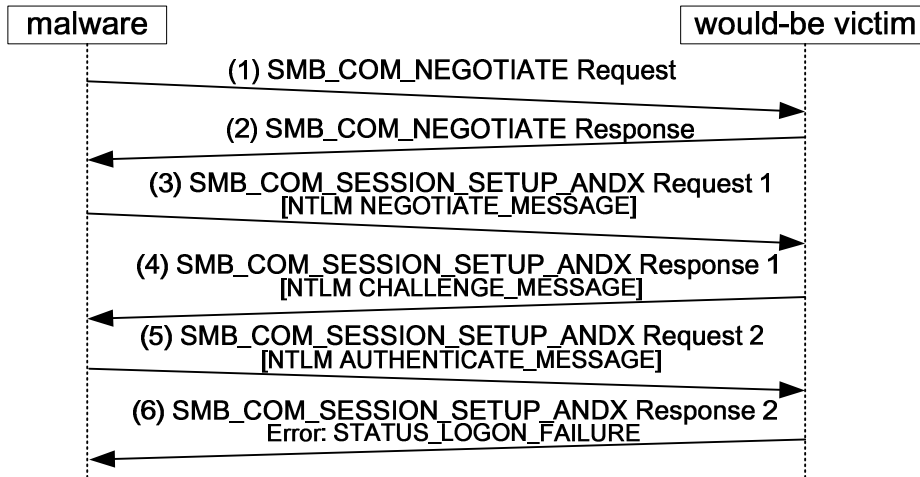 malware
would-be victim
(1) SMB_COM_NEGOTIATE Request
(2) SMB_COM_NEGOTIATE Response
(3) SMB_COM_SESSION_SETUP_ANDX Request 1
[NTLM NEGOTIATE_MESSAGE]
(4) SMB_COM_SESSION_SETUP_ANDX Response 1
[NTLM CHALLENGE_MESSAGE]
(5) SMB_COM_SESSION_SETUP_ANDX Request 2
[NTLM AUTHENTICATE_MESSAGE]
(6) SMB_COM_SESSION_SETUP_ANDX Response 2
Error: STATUS_LOGON_FAILURE